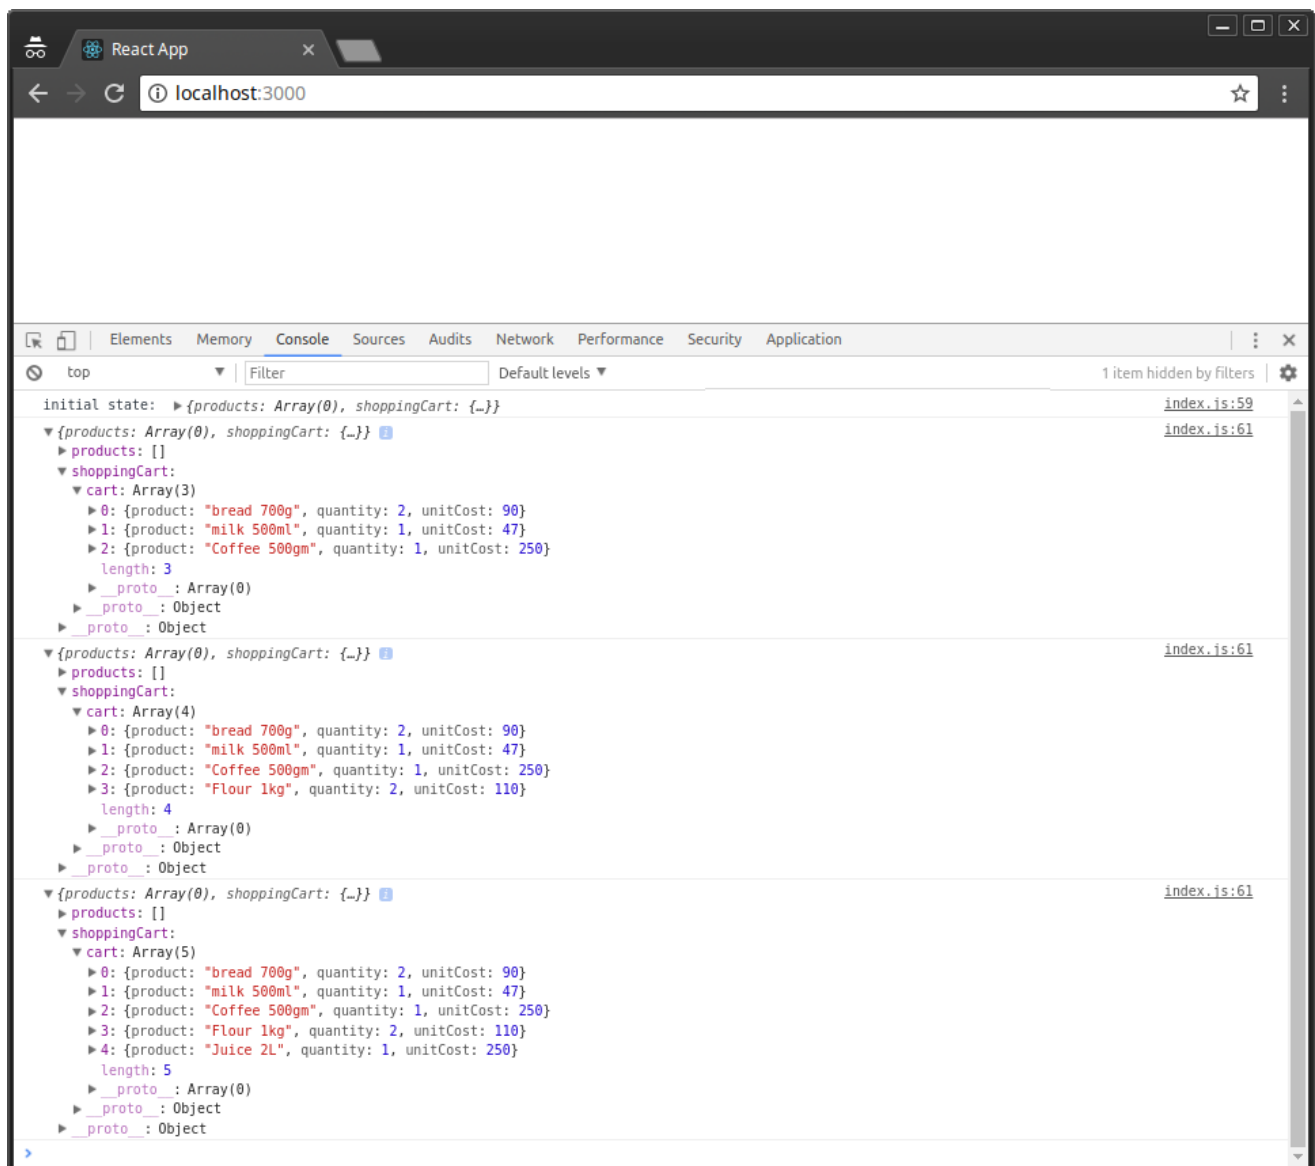 React App
localhost:3000
Elements Memory Console Sources Audits Network Performance Security Application
top Filter Default levels 1 item hidden by filters
initial state: {products: Array(0), shoppingCart: {…}} index.js:59
{products: Array(0), shoppingCart: {…}} index.js:61
products: []
shoppingCart:
cart: Array(3)
0: {product: "bread 700g", quantity: 2, unitCost: 90}
1: {product: "milk 500ml", quantity: 1, unitCost: 47}
2: {product: "Coffee 500gm", quantity: 1, unitCost: 250}
length: 3
__proto__: Array(0)
__proto__: Object
__proto__: Object
{products: Array(0), shoppingCart: {…}} index.js:61
products: []
shoppingCart:
cart: Array(4)
0: {product: "bread 700g", quantity: 2, unitCost: 90}
1: {product: "milk 500ml", quantity: 1, unitCost: 47}
2: {product: "Coffee 500gm", quantity: 1, unitCost: 250}
3: {product: "Flour 1kg", quantity: 2, unitCost: 110}
length: 4
__proto__: Array(0)
__proto__: Object
__proto__: Object
{products: Array(0), shoppingCart: {…}} index.js:61
products: []
shoppingCart:
cart: Array(5)
0: {product: "bread 700g", quantity: 2, unitCost: 90}
1: {product: "milk 500ml", quantity: 1, unitCost: 47}
2: {product: "Coffee 500gm", quantity: 1, unitCost: 250}
3: {product: "Flour 1kg", quantity: 2, unitCost: 110}
4: {product: "Juice 2L", quantity: 1, unitCost: 250}
length: 5
__proto__: Array(0)
__proto__: Object
__proto__: Object